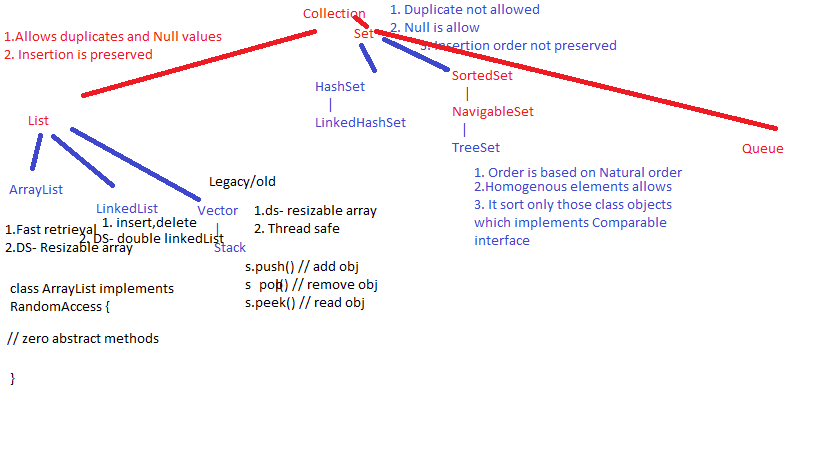 Collection
1. Duplicate not allowed
2. Null is allow
3. Insertion order not preserved
Set
1.Allows duplicates and Null values
2. Insertion is preserved
HashSet
|
LinkedHashSet
SortedSet
|
NavigableSet
|
TreeSet
Queue
1. Order is based on Natural order
2.Homogenous elements allows
3. It sort only those class objects
which implements Comparable
interface
List
ArrayList
1.Fast retrieval
2.DS- Resizable array
LinkedList
1. insert,delete
2. DS- double linkedList
Legacy/old
Vector
|
Stack
1.ds- resizable array
2. Thread safe
s.push() // add obj
s pop() // remove obj
s.peek() // read obj
class ArrayList implements
RandomAccess {
// zero abstract methods
}